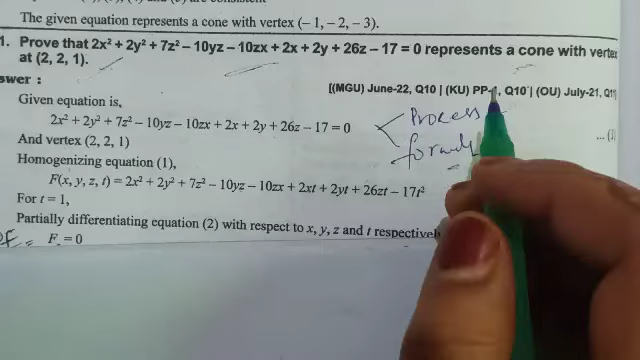 The given equation represents a cone with vertex (– 1, – 2, – 3).
1. Prove that 2x² + 2y² + 7z² – 10yz – 10zx + 2x + 2y + 26z – 17 = 0 represents a cone with vertex
at (2, 2, 1).
swer :
[(MGU) June-22, Q10 | (KU) PP-1, Q10 | (OU) July-21, Q1
Given equation is,
Process
2x² + 2y² + 7z² – 10yz – 10zx + 2x + 2y + 26z – 17 = 0
... (1)
And vertex (2, 2, 1)
Homogenizing equation (1),
F(x, y, z, t) = 2x² + 2y² + 7z² – 10yz – 10zx + 2xt + 2yt + 26zt – 17t²
For t = 1,
Partially differentiating equation (2) with respect to x, y, z and t respectively
= 0